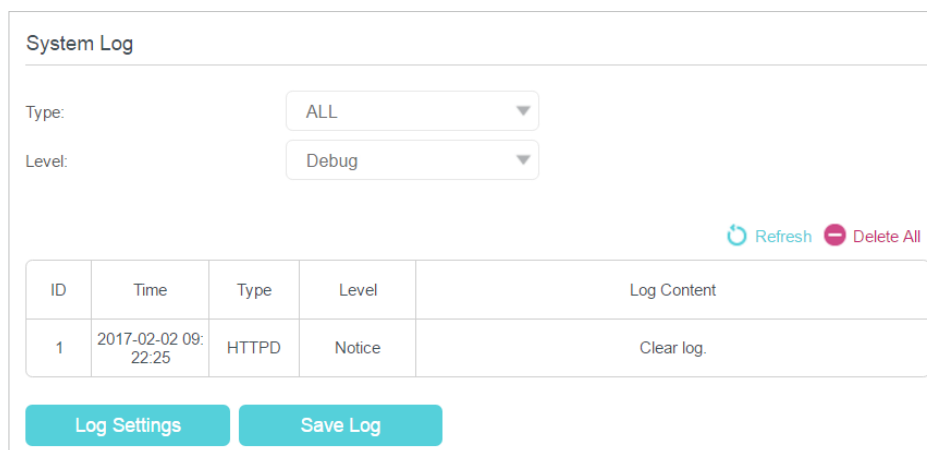 System Log
Type:
ALL
Level:
Debug
Refresh Delete All
ID Time Type Level Log Content
1 2017-02-02 09:
22:25 HTTPD Notice Clear log.
Log Settings Save Log